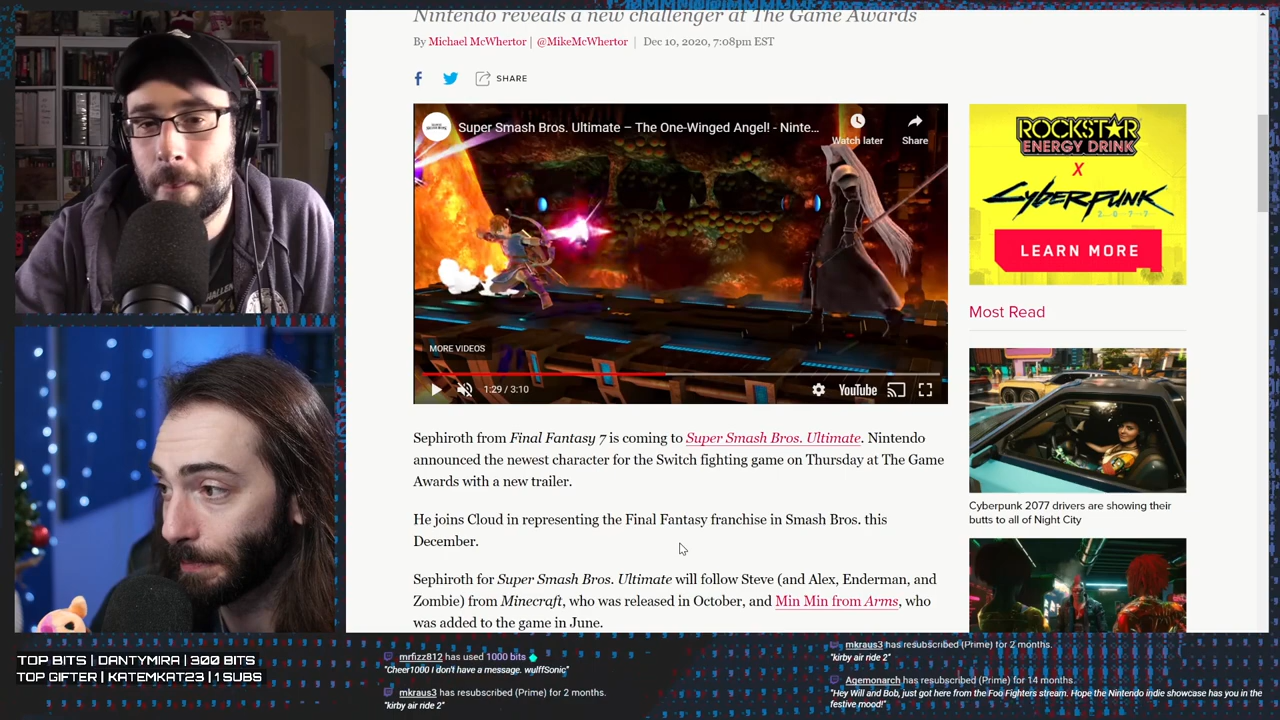 Nintendo reveals a new challenger at The Game Awards
By Michael McWhertor | @MikeMcWhertor | Dec 10, 2020, 7:08pm EST
SHARE
Super Smash Bros. Ultimate – The One-Winged Angel! - Ninte...
Watch later
Share
MORE VIDEOS
1:29 / 3:10
YouTube
Sephiroth from Final Fantasy 7 is coming to Super Smash Bros. Ultimate. Nintendo
announced the newest character for the Switch fighting game on Thursday at The Game
Awards with a new trailer.
He joins Cloud in representing the Final Fantasy franchise in Smash Bros. this
December.
Sephiroth for Super Smash Bros. Ultimate will follow Steve (and Alex, Enderman, and
Zombie) from Minecraft, who was released in October, and Min Min from Arms, who
was added to the game in June.
ROCKSTAR
ENERGY DRINK
X
CYBERPUNK
2077
LEARN MORE
Most Read
Cyberpunk 2077 drivers are showing their
butts to all of Night City
TOP BITS | DANTYMIRA | 300 BITS
TOP GIFTER | KATEMKAT23 | 1 SUBS
mrfizz812 has used 1000 bits
"Cheer1000 I don't have a message. wulffSonic"
mkraus3 has resubscribed (Prime) for 2 months.
"kirby air ride 2"
mkraus3 has resubscribed (Prime) for 2 months.
"kirby air ride 2"
Agemonarch has resubscribed (Prime) for 14 months.
"Hey Will and Bob, just got here from the Foo Fighters stream. Hope the Nintendo indie showcase has you in the
festive mood!"